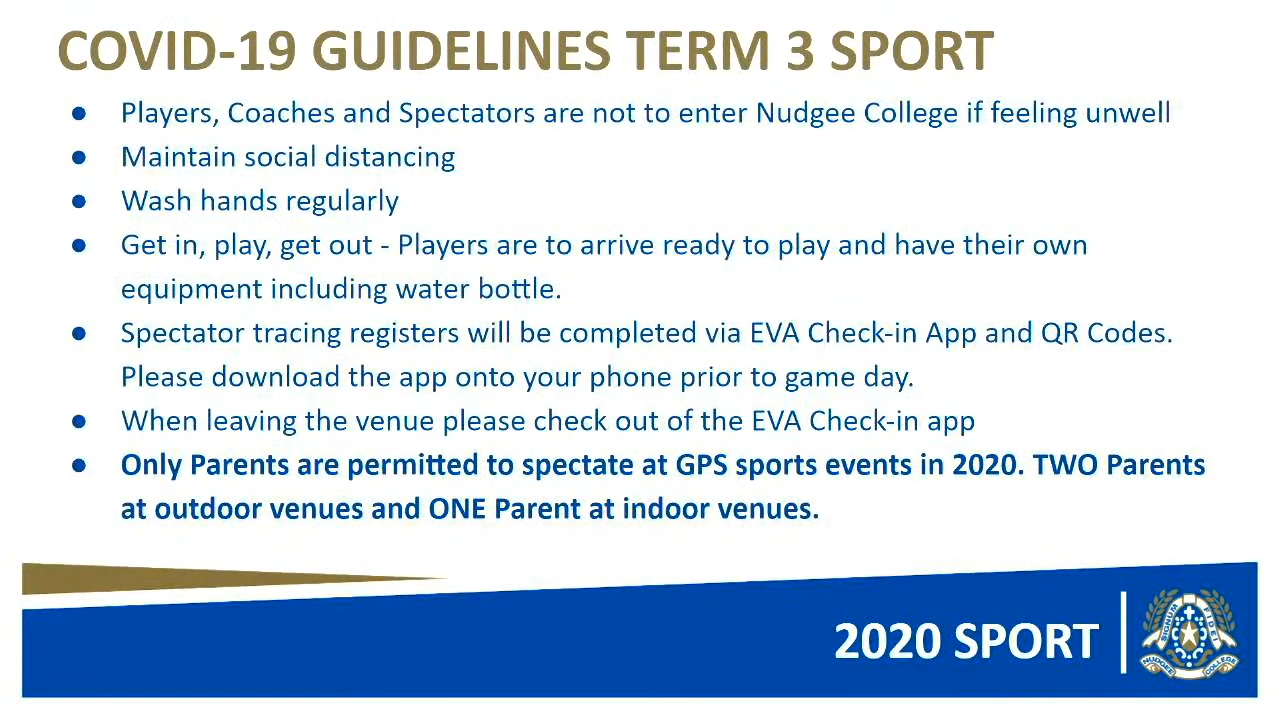 COVID-19 GUIDELINES TERM 3 SPORT
● Players, Coaches and Spectators are not to enter Nudgee College if feeling unwell
● Maintain social distancing
● Wash hands regularly
● Get in, play, get out - Players are to arrive ready to play and have their own
equipment including water bottle.
● Spectator tracing registers will be completed via EVA Check-in App and QR Codes.
Please download the app onto your phone prior to game day.
● When leaving the venue please check out of the EVA Check-in app
● Only Parents are permitted to spectate at GPS sports events in 2020. TWO Parents
at outdoor venues and ONE Parent at indoor venues.
2020 SPORT
SIGNUM FIDEI
NUDGEE COLLEGE